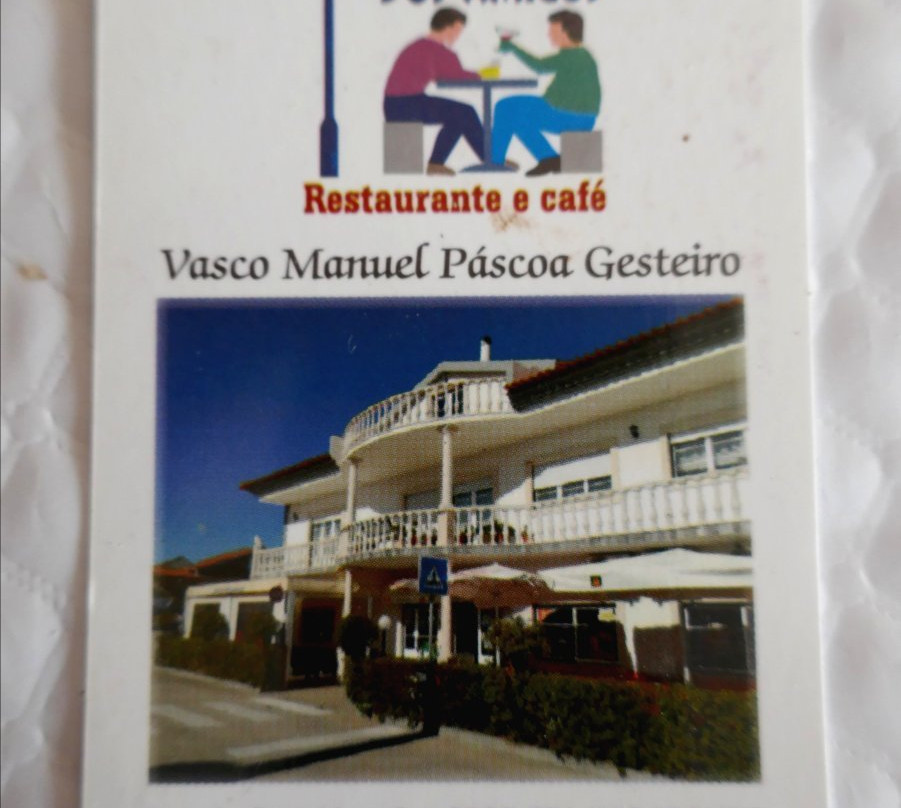 Restaurante e café
Vasco Manuel Páscoa Gesteiro